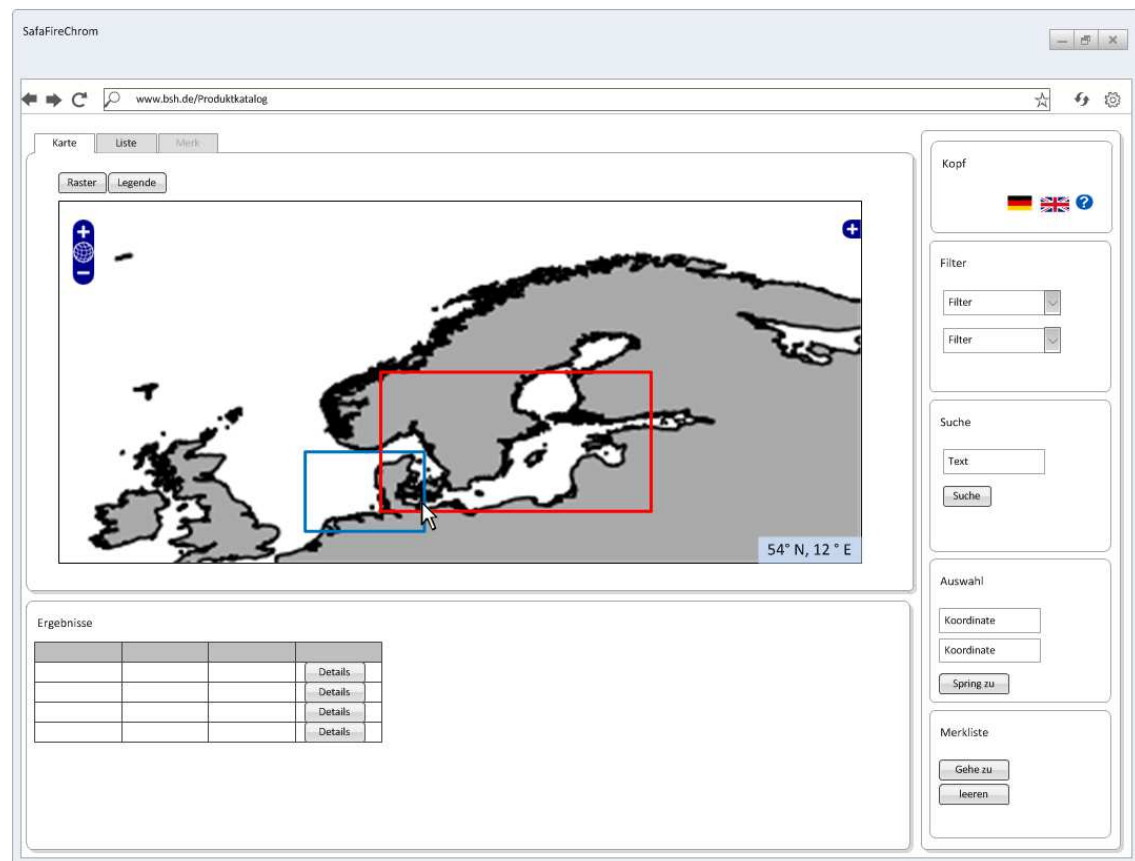 SafaFireChrom
www.bsh.de/Produktkatalog
Karte
Liste
Merk
Raster
Legende
54° N, 12 ° E
Ergebnisse
Details
Details
Details
Details
Kopf
?
Filter
Filter
Filter
Suche
Text
Suche
Auswahl
Koordinate
Koordinate
Spring zu
Merkliste
Gehe zu
leeren